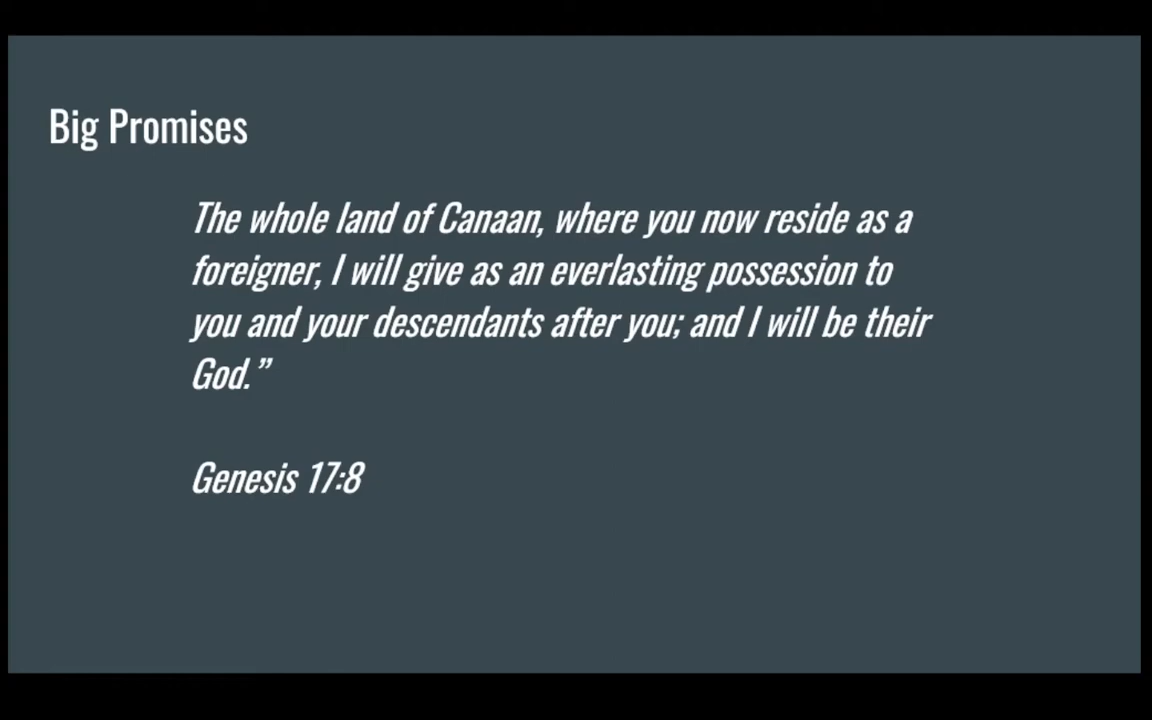 Big Promises
The whole land of Canaan, where you now reside as a
foreigner, I will give as an everlasting possession to
you and your descendants after you; and I will be their
God.”
Genesis 17:8